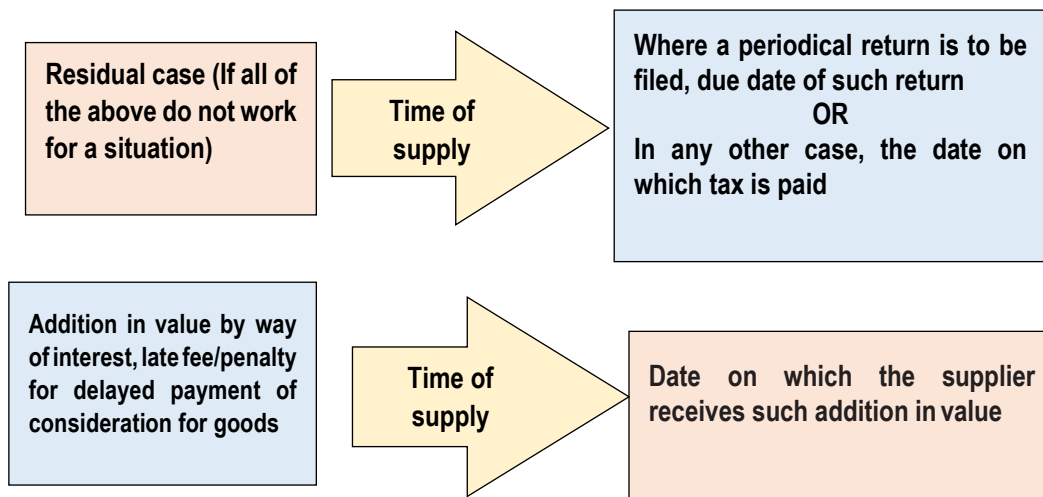 Residual case (If all of
the above do not work
for a situation)
Time of
supply
Where a periodical return is to be
filed, due date of such return
OR
In any other case, the date on
which tax is paid
Addition in value by way
of interest, late fee/penalty
for delayed payment of
consideration for goods
Time of
supply
Date on which the supplier
receives such addition in value